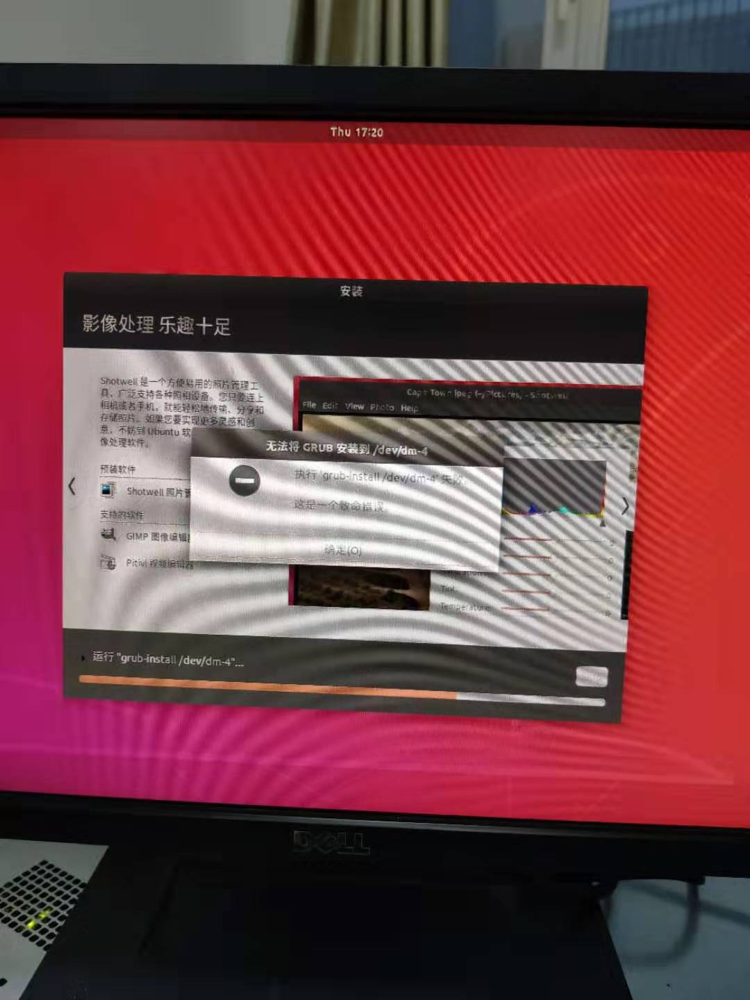 Thu 17:20
安装
影像处理 乐趣十足
Shotwell 是一个方便易用的照片管理工
具，广泛支持各种照相设备。您只要连上
相机或者手机，就能轻松地传输、分享和
存储照片。如果您要实现更多灵感和创
意，不妨到 Ubuntu 软
像处理软件。
预装软件
Shotwell 照片管
支持的软件
GIMP 图像编辑器
Pitivi 视频编辑器
Cape Town.jpeg (~/Pictures) - Shotwell
File Edit View Photo Help
无法将 GRUB 安装到 /dev/dm-4
执行 'grub-install /dev/dm-4' 失败。
这是一个致命错误。
确定(O)
Tint
Temperature
运行 "grub-install /dev/dm-4"...
DELL